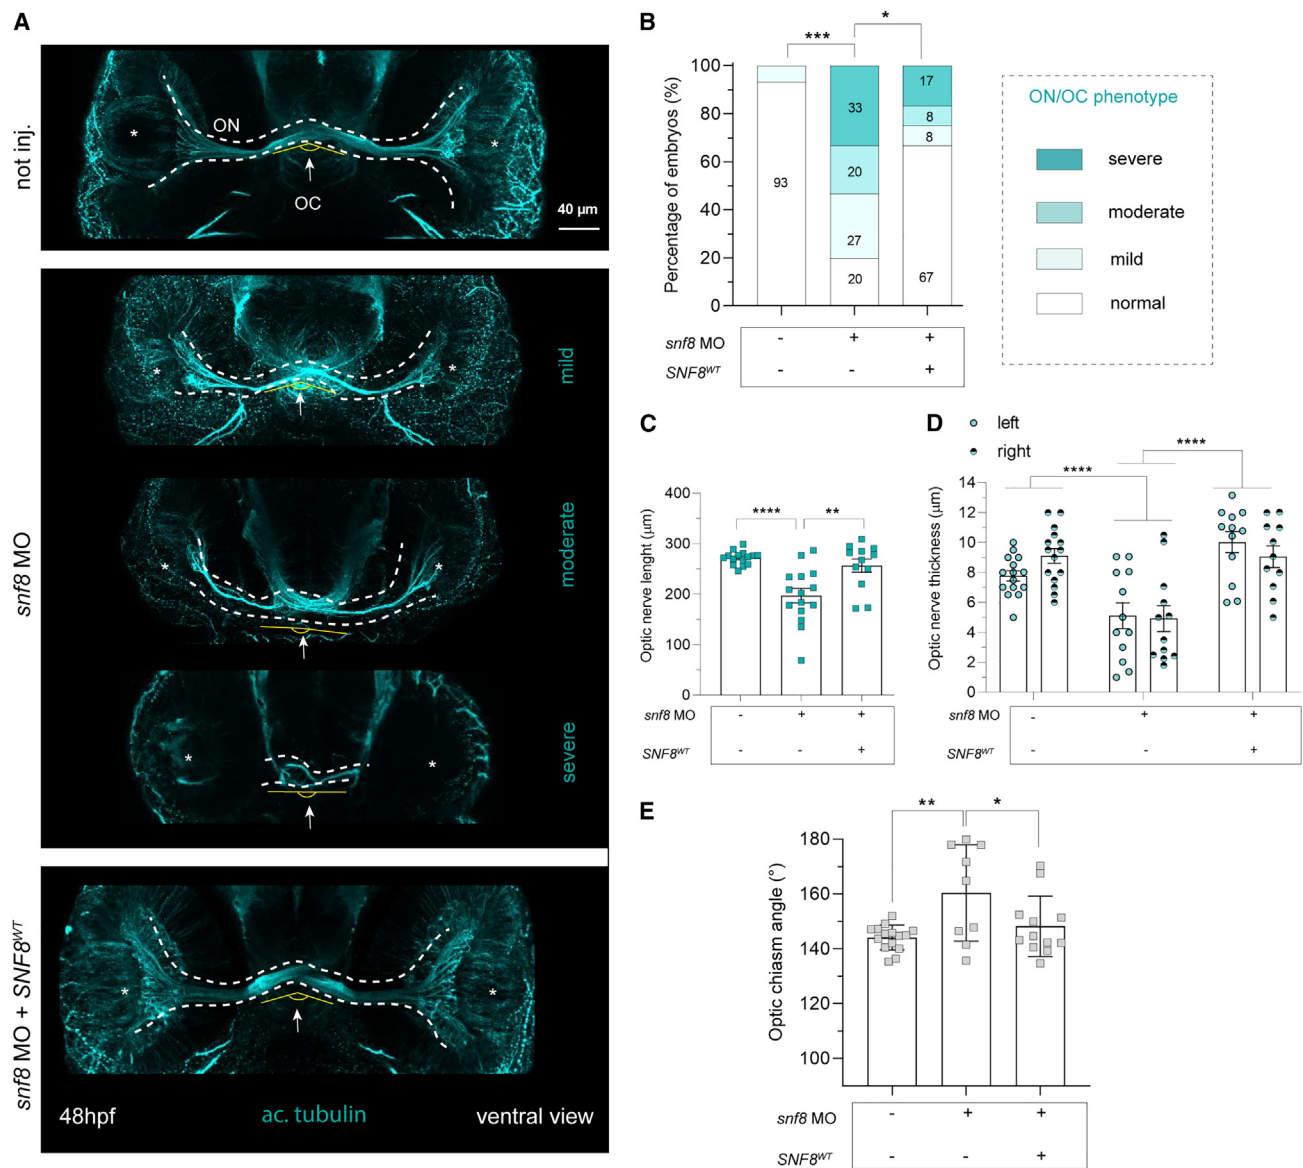 A
not inj.
ON
*
*
OC
40 µm
snf8 MO
mild
*
*
moderate
*
*
severe
*
*
snf8 MO + SNF8WT
*
*
48hpf ac. tubulin ventral view
B
*** *
Percentage of embryos (%)
100
80
60
40
20
0
93
33
20
27
20
17
8
8
67
snf8 MO - + +
SNF8WT - - +
ON/OC phenotype
severe
moderate
mild
normal
C
**** **
Optic nerve lenght (µm)
400
300
200
100
0
snf8 MO - + +
SNF8WT - - +
D
left
right
**** ****
Optic nerve thickness (µm)
14
12
10
8
6
4
2
0
snf8 MO - + +
SNF8WT - - +
E
** *
Optic chiasm angle (°)
180
160
140
120
100
snf8 MO - + +
SNF8WT - - +